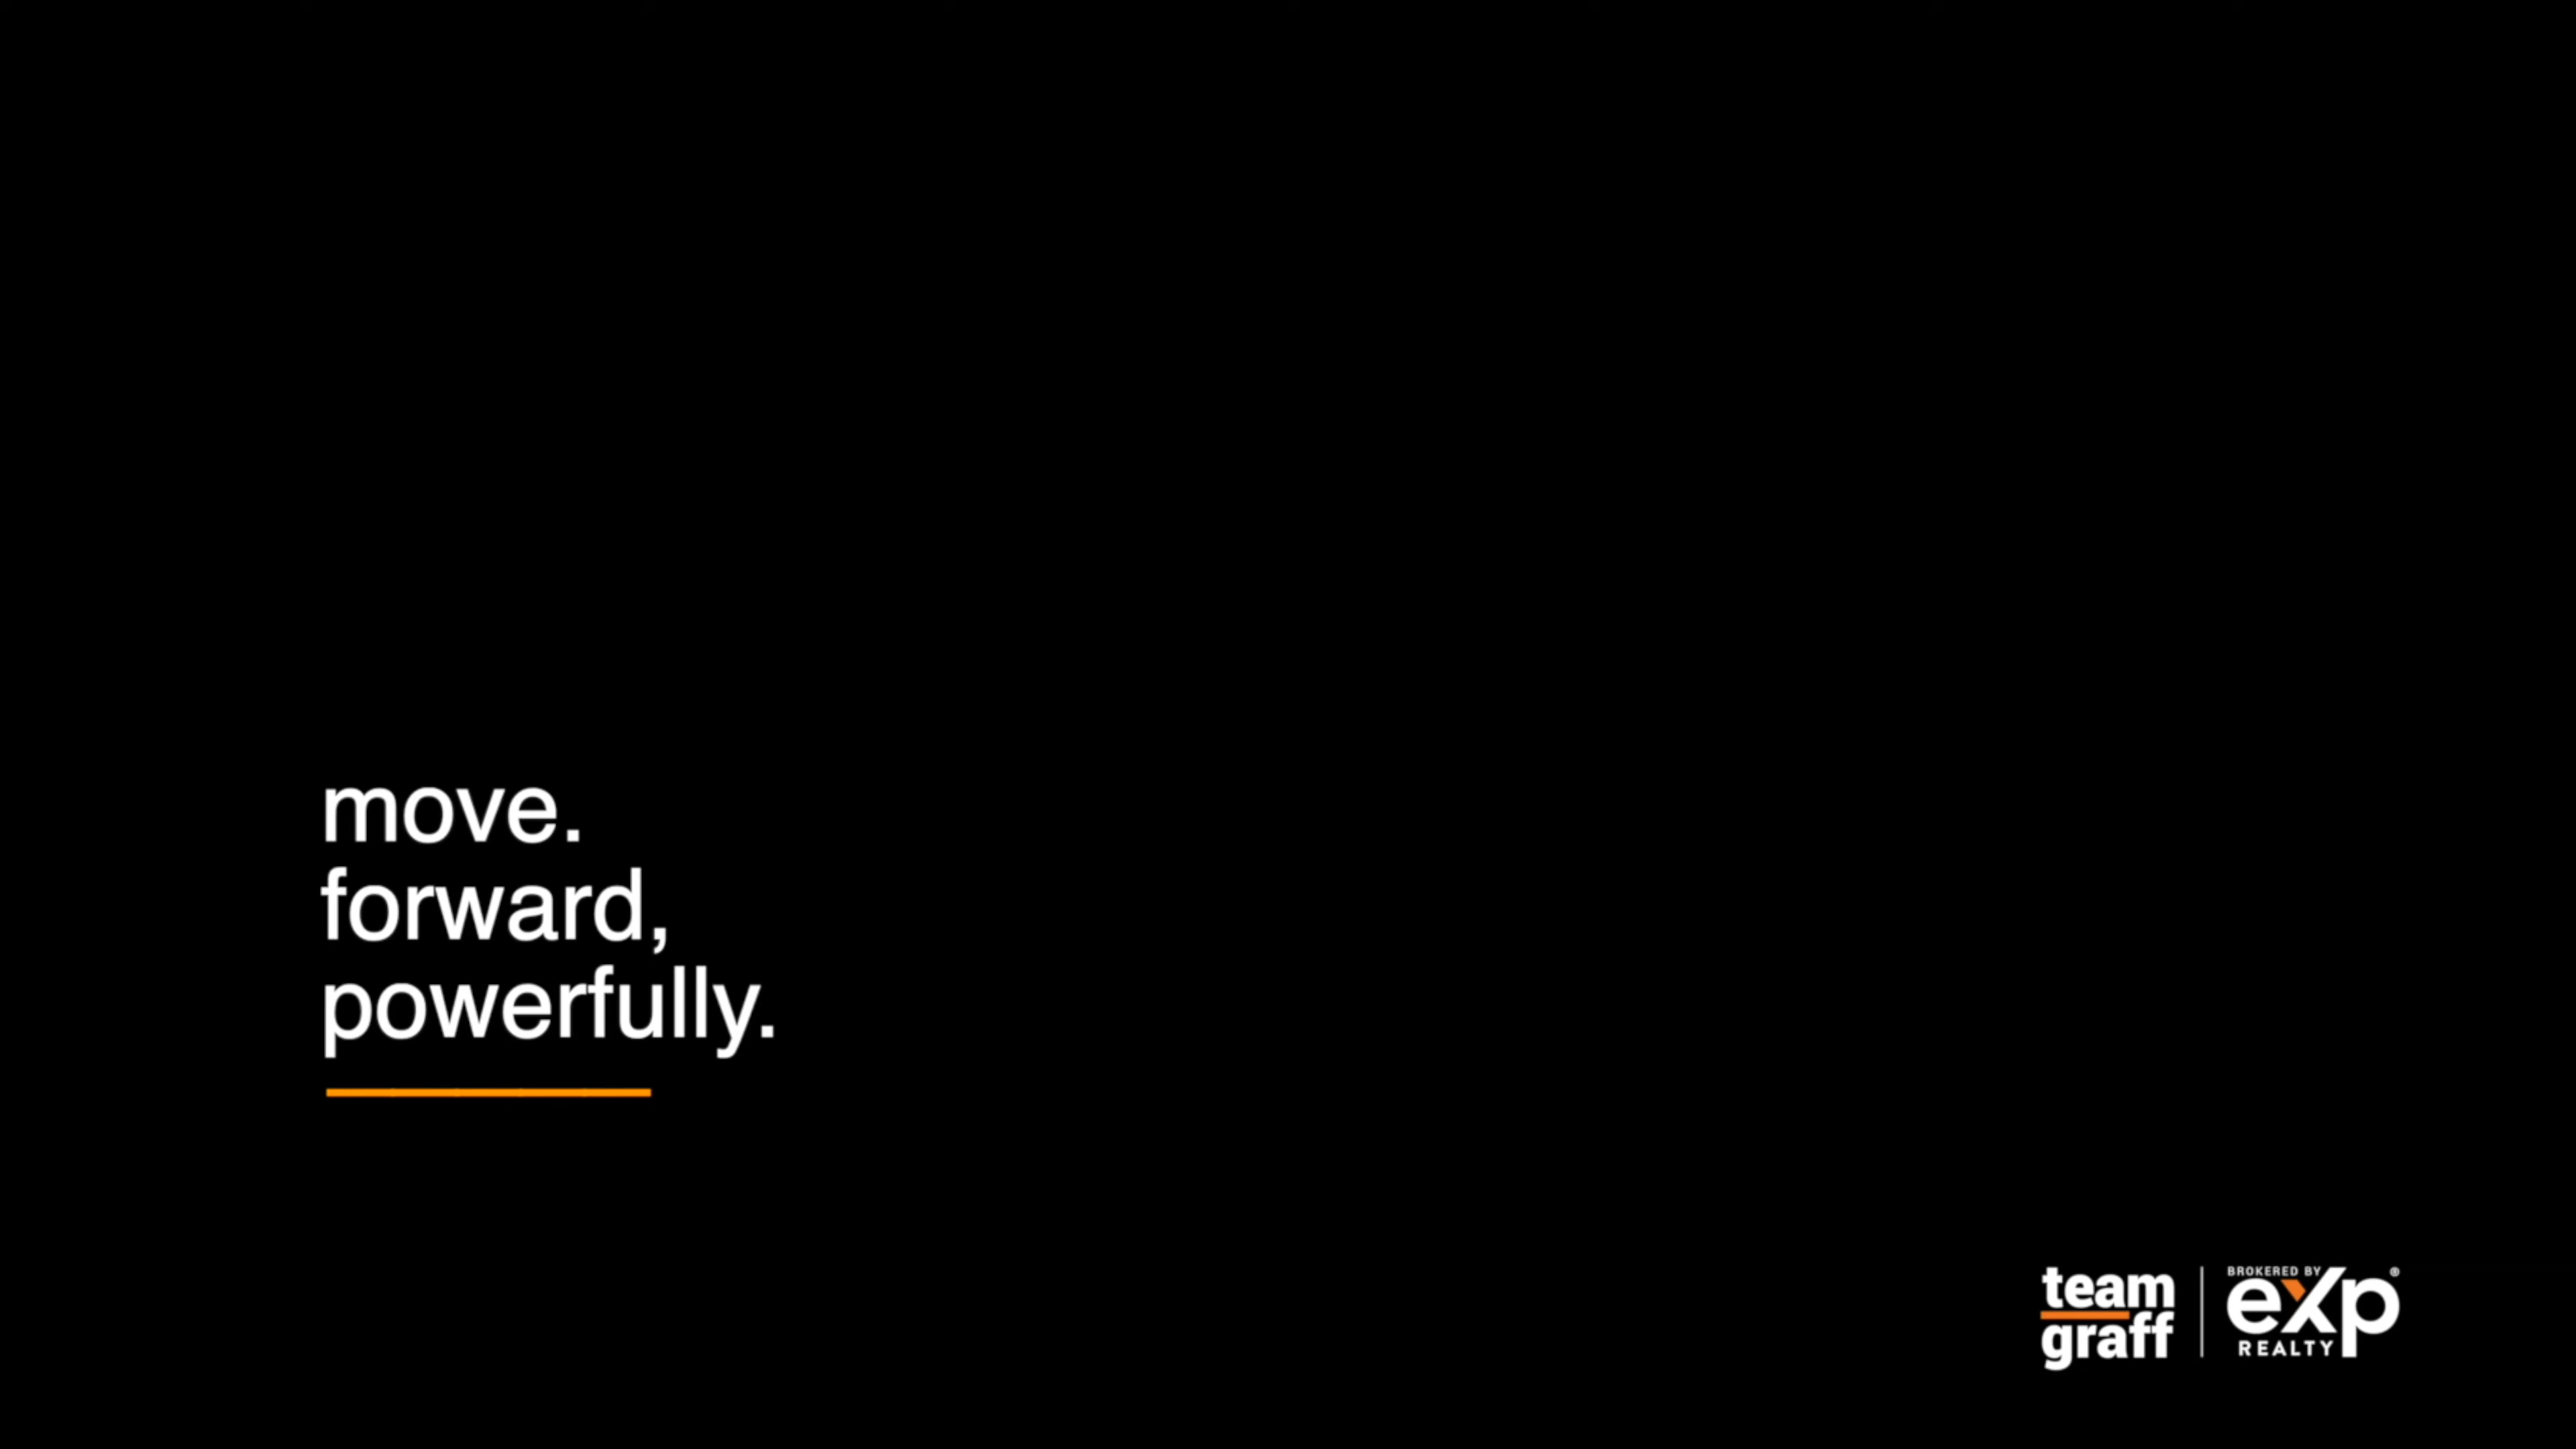 move.
forward,
powerfully.
team
graff
BROKERED BY
eXp®
REALTY